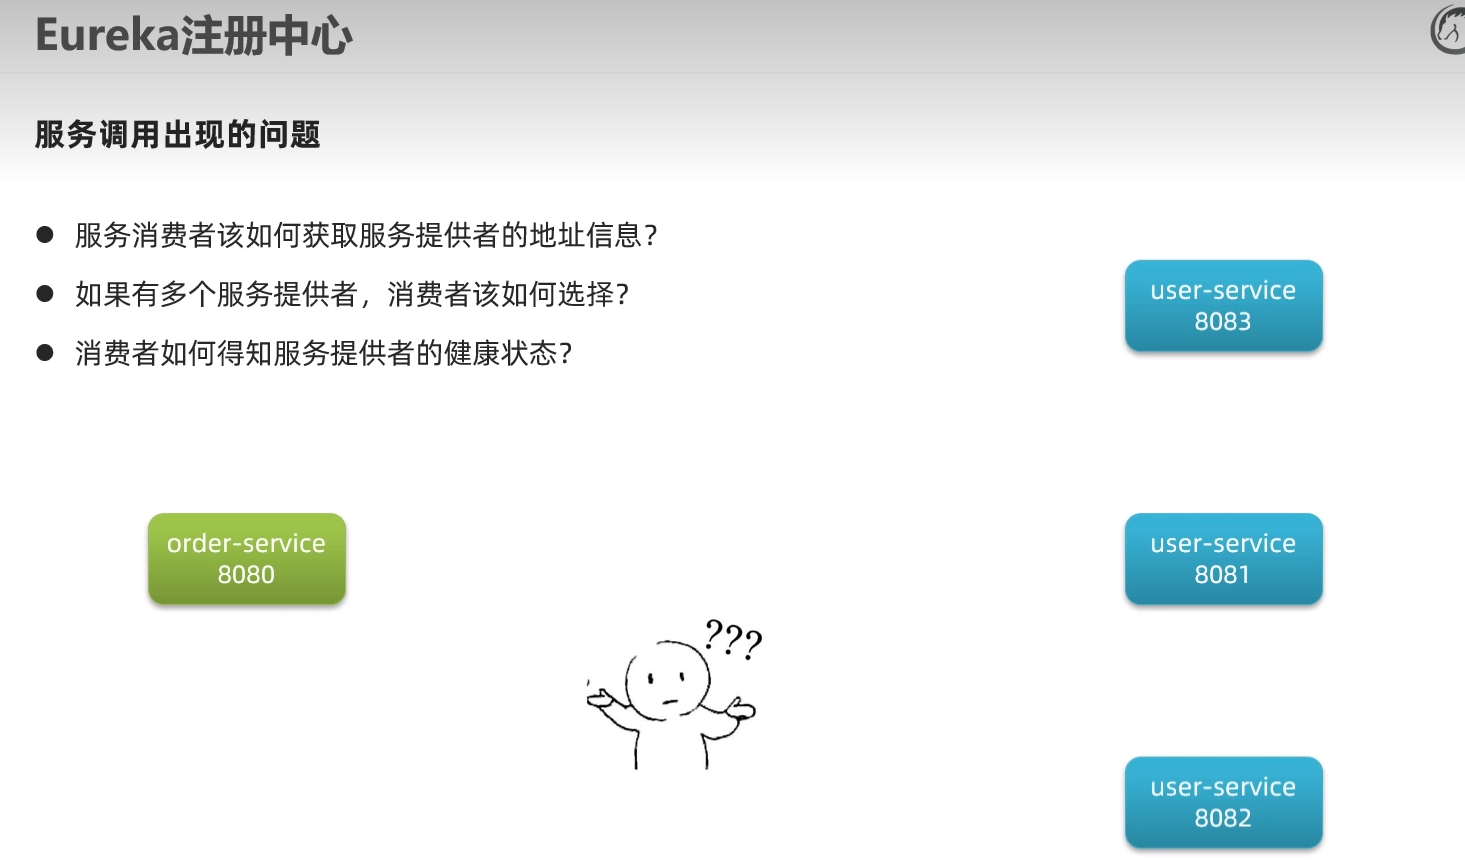 Eureka注册中心
服务调用出现的问题
服务消费者该如何获取服务提供者的地址信息?
如果有多个服务提供者，消费者该如何选择?
消费者如何得知服务提供者的健康状态?
user-service
8083
order-service
8080
user-service
8081
???
user-service
8082